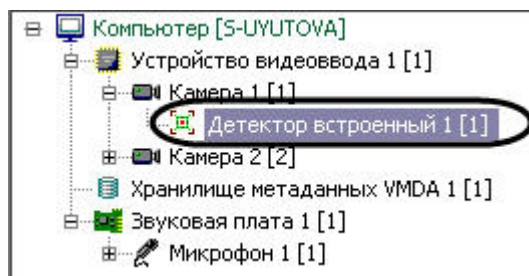 Компьютер [S-UYUTOVA]
Устройство видеоввода 1 [1]
Камера 1 [1]
Детектор встроенный 1 [1]
Камера 2 [2]
Хранилище метаданных VMDA 1 [1]
Звуковая плата 1 [1]
Микрофон 1 [1]